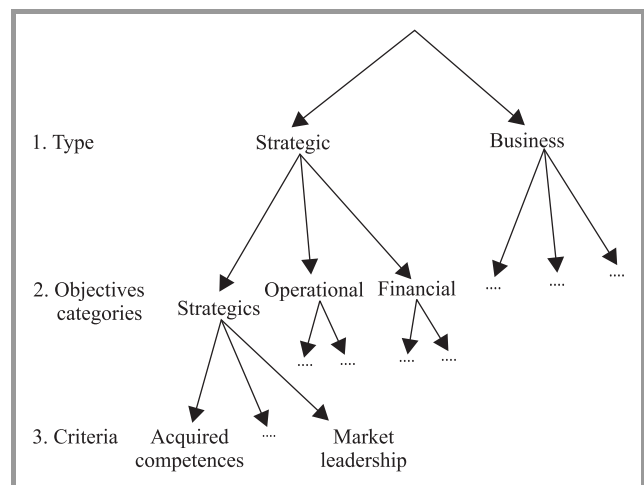 1. Type
Strategic
Business
2. Objectives
categories
Strategics
Operational
Financial
....
....
....
....
....
....
....
3. Criteria
Acquired
competences
....
Market
leadership